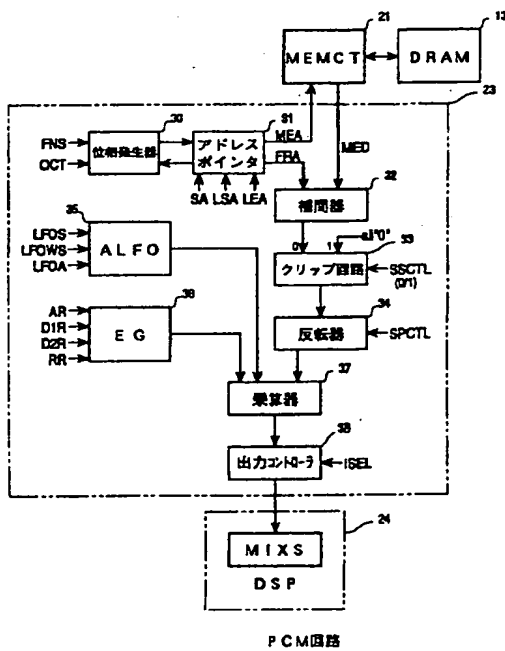 21
MEMCT
13
DRAM
23
30
FNS
OCT
位相発生器
31
アドレス
ポインタ
MEA
FRA
MED
SA LSA LEA
32
補間器
0 1
all"0"
33
クリップ回路
SSCTL
(0/1)
35
LFOS
LFOWS
LFOA
ALFO
34
反転器
SPCTL
36
AR
D1R
D2R
RR
EG
37
乗算器
38
出力コントローラ
ISEL
24
MIXS
DSP
PCM回路